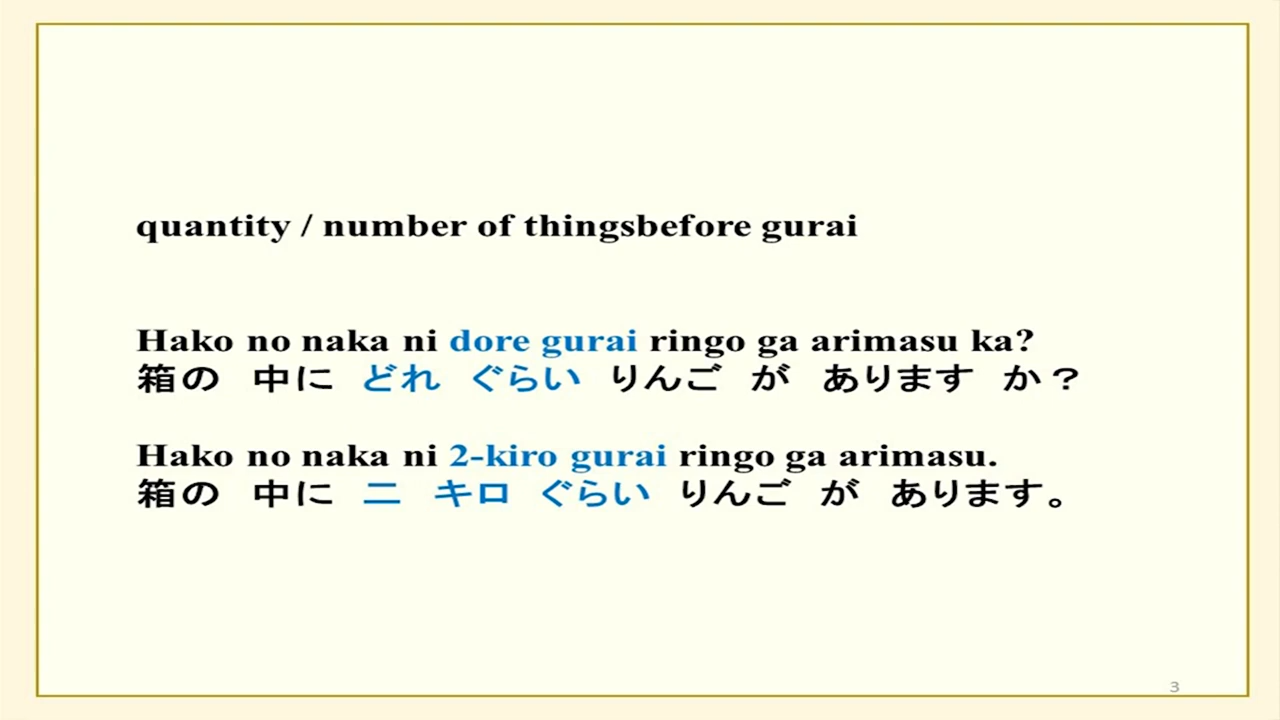 quantity / number of thingsbefore gurai
Hako no naka ni dore gurai ringo ga arimasu ka?
箱の 中に どれ ぐらい りんご が あります か？
Hako no naka ni 2-kiro gurai ringo ga arimasu.
箱の 中に 二 キロ ぐらい りんご が あります。
3